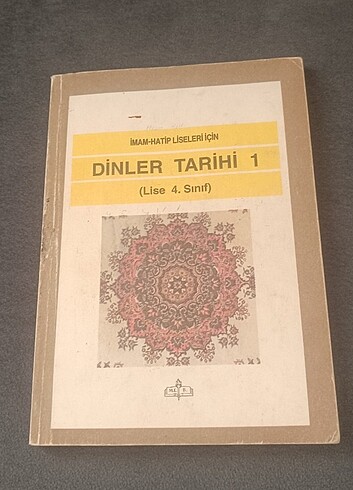 İMAM-HATİP LİSELERİ İÇİN
DİNLER TARİHİ 1
(Lise 4. Sınıf)